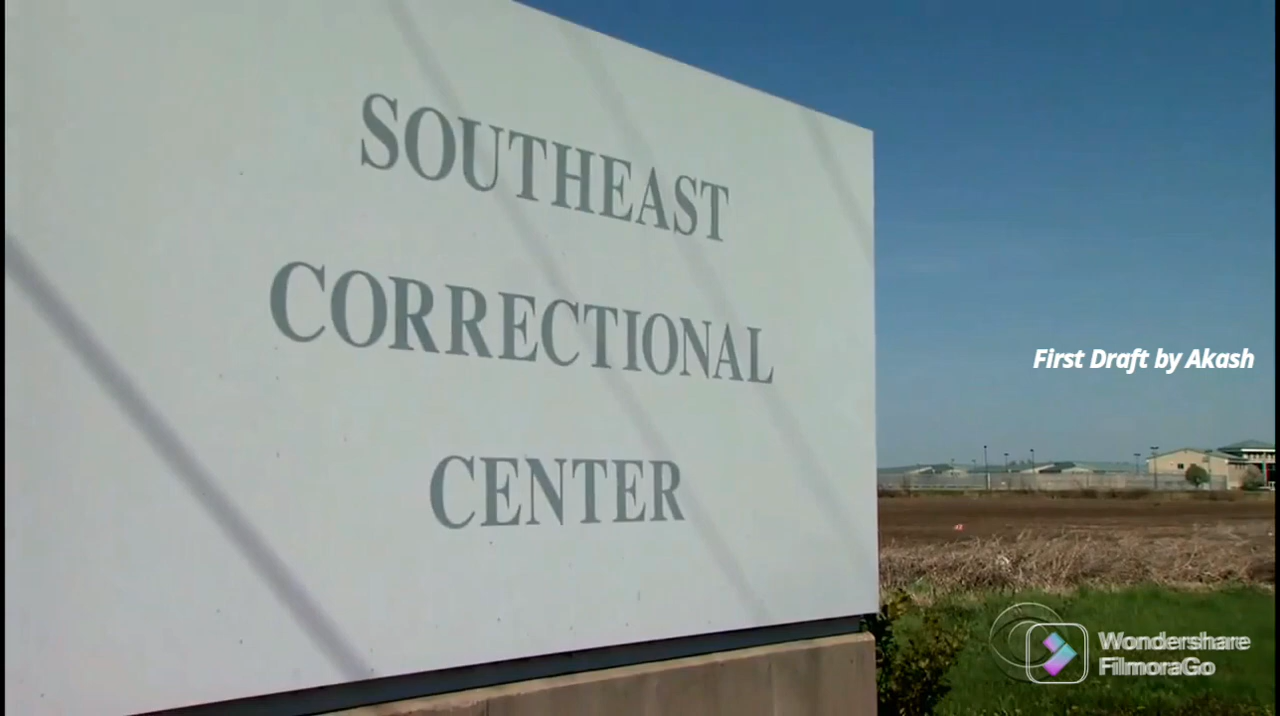 SOUTHEAST
CORRECTIONAL
CENTER
First Draft by Akash
Wondershare
FilmoraGo